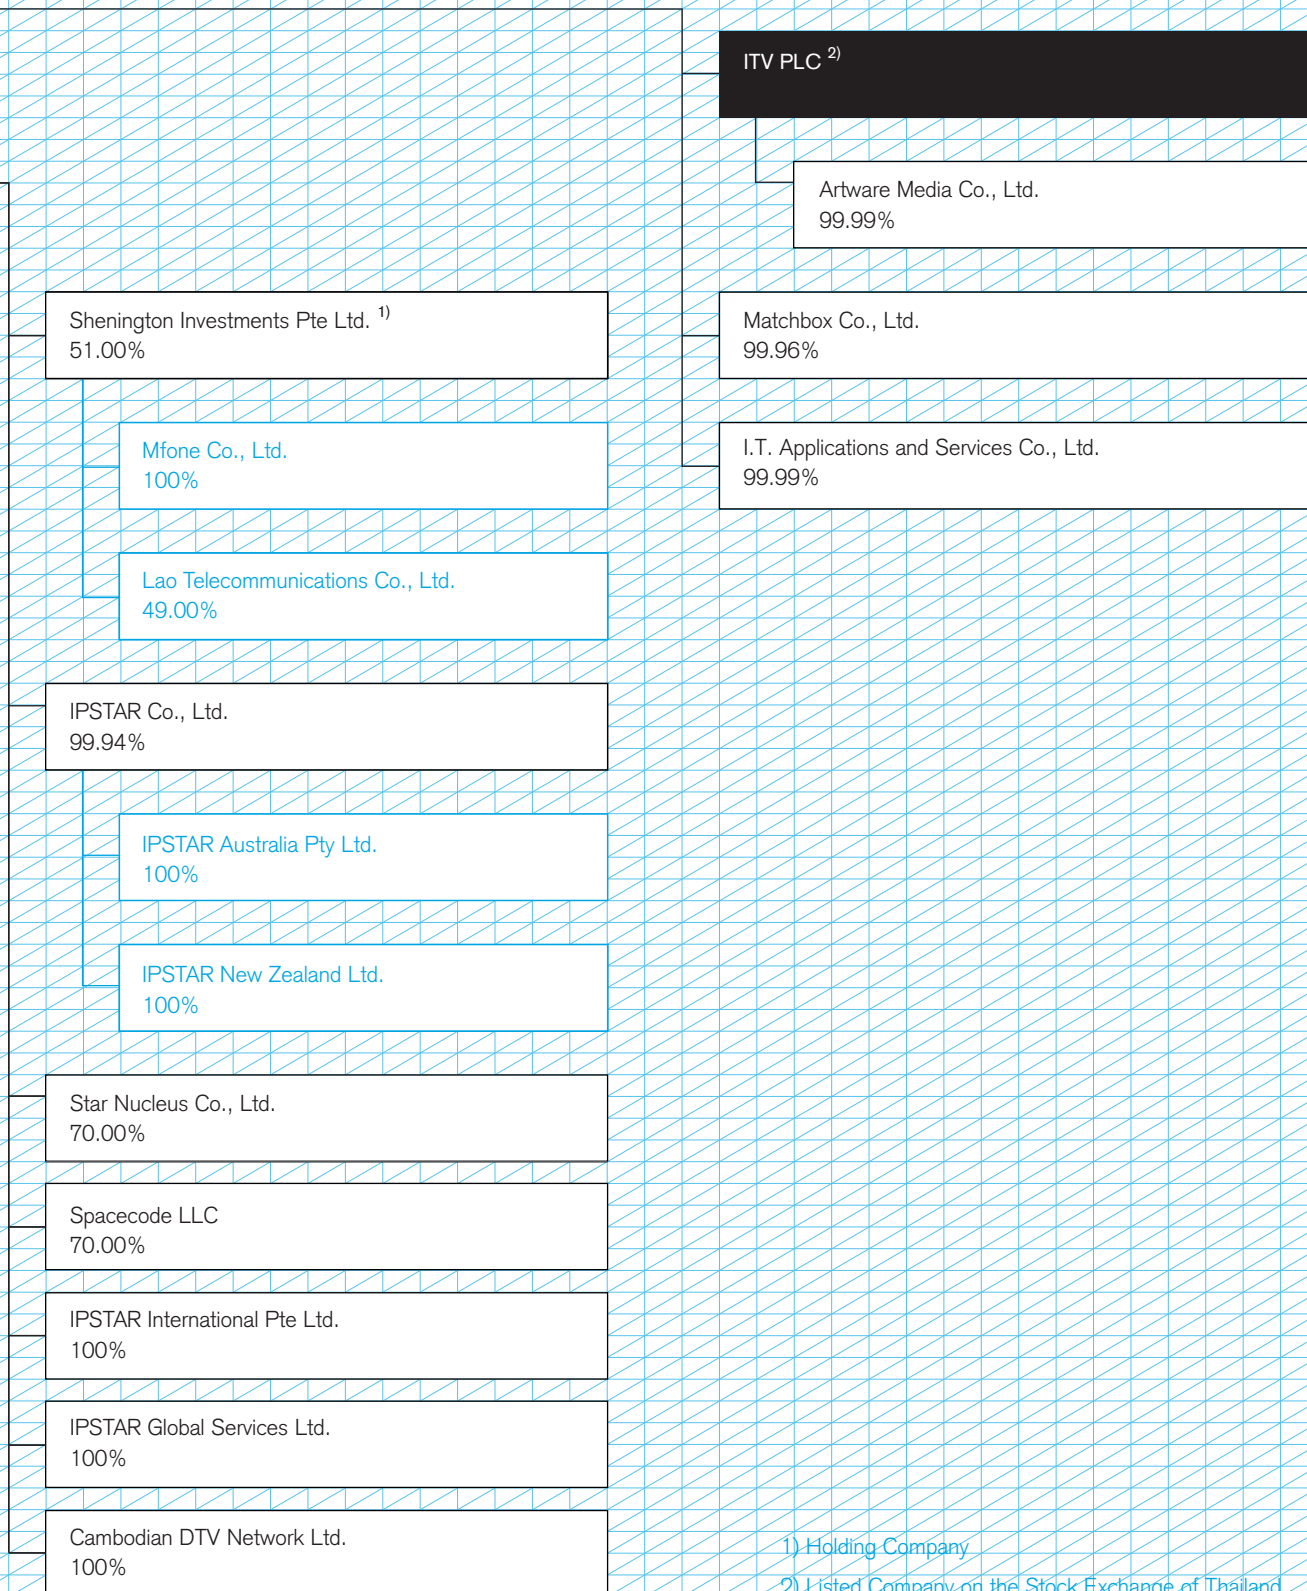 ITV PLC 2)
Artware Media Co., Ltd.
99.99%
Shenington Investments Pte Ltd. 1)
51.00%
Matchbox Co., Ltd.
99.96%
Mfone Co., Ltd.
100%
I.T. Applications and Services Co., Ltd.
99.99%
Lao Telecommunications Co., Ltd.
49.00%
IPSTAR Co., Ltd.
99.94%
IPSTAR Australia Pty Ltd.
100%
IPSTAR New Zealand Ltd.
100%
Star Nucleus Co., Ltd.
70.00%
Spacecode LLC
70.00%
IPSTAR International Pte Ltd.
100%
IPSTAR Global Services Ltd.
100%
Cambodian DTV Network Ltd.
100%
1) Holding Company
2) Listed Company on the Stock Exchange of Thailand